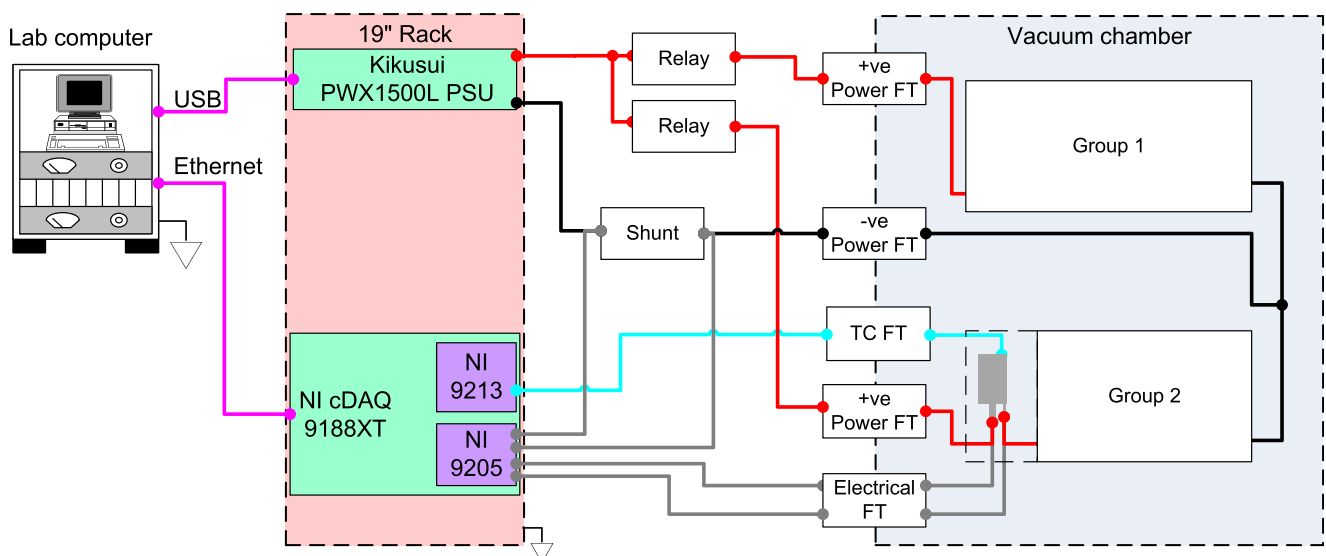 Lab computer
USB
Ethernet
19" Rack
Kikusui
PWX1500L PSU
NI cDAQ
9188XT
NI
9213
NI
9205
Relay
Relay
Shunt
+ve
Power FT
-ve
Power FT
TC FT
+ve
Power FT
Electrical
FT
Vacuum chamber
Group 1
Group 2